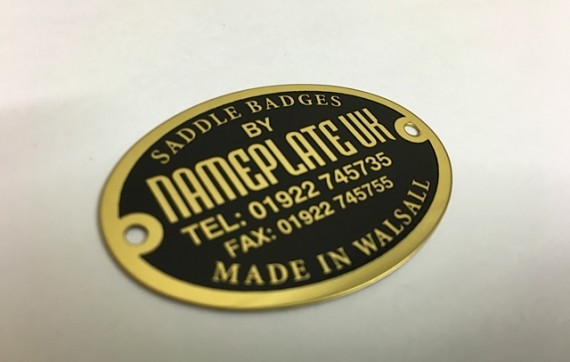 SADDLE BADGES
BY
NAMEPLATE UK
TEL: 01922 745735
FAX: 01922 745755
MADE IN WALSALL